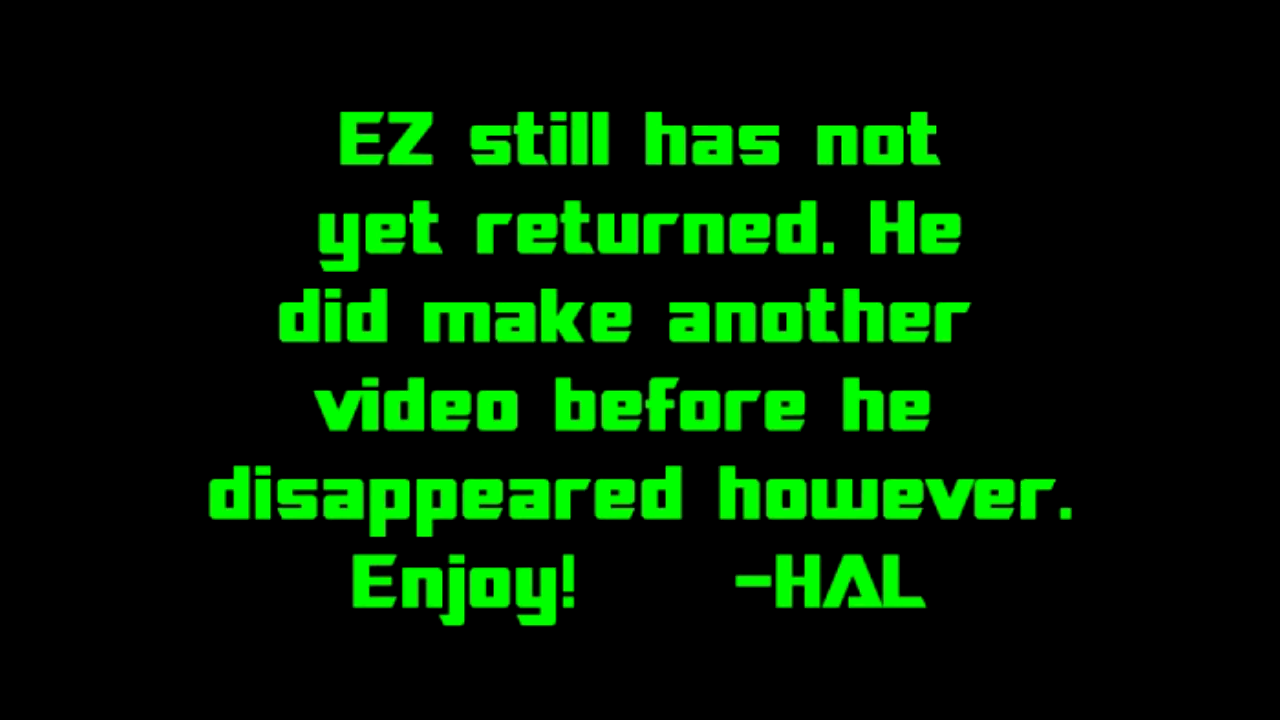 EZ still has not
yet returned. He
did make another
video before he
disappeared however.
Enjoy! -HAL